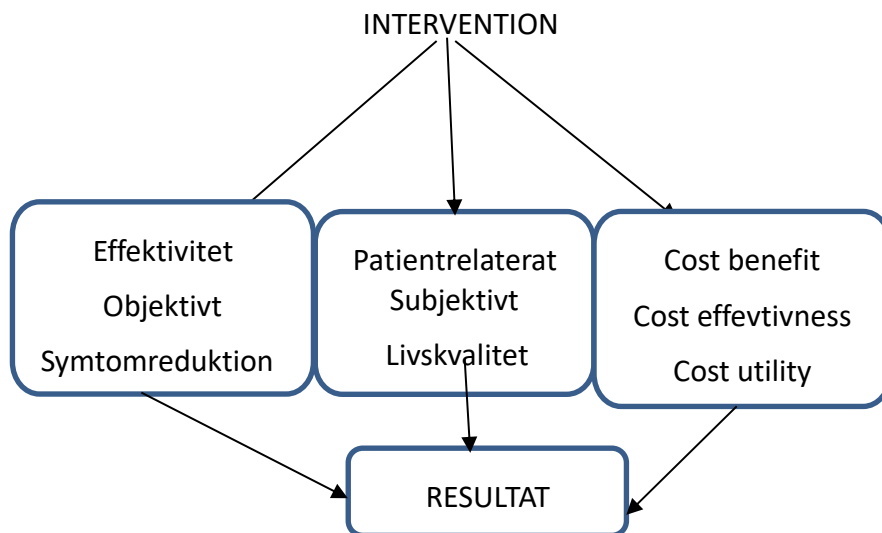 INTERVENTION
Effektivitet
Objektivt
Symtomreduktion
Patientrelaterat
Subjektivt
Livskvalitet
Cost benefit
Cost effevtivness
Cost utility
RESULTAT